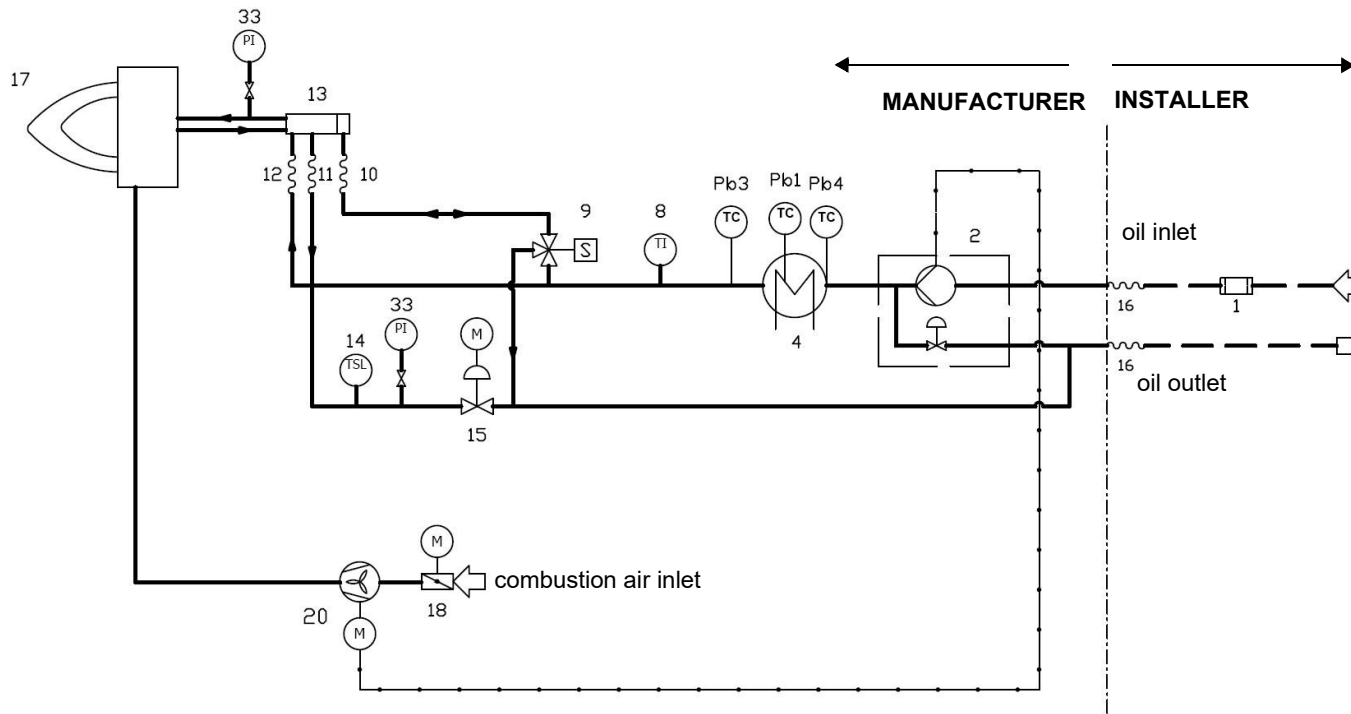 33
PI
17
13
MANUFACTURER
INSTALLER
12
11
10
Pb3
Pb1
Pb4
TC
TC
TC
9
S
8
TI
2
oil inlet
16
1
4
33
PI
M
14
TSL
16
oil outlet
15
M
combustion air inlet
18
20
M